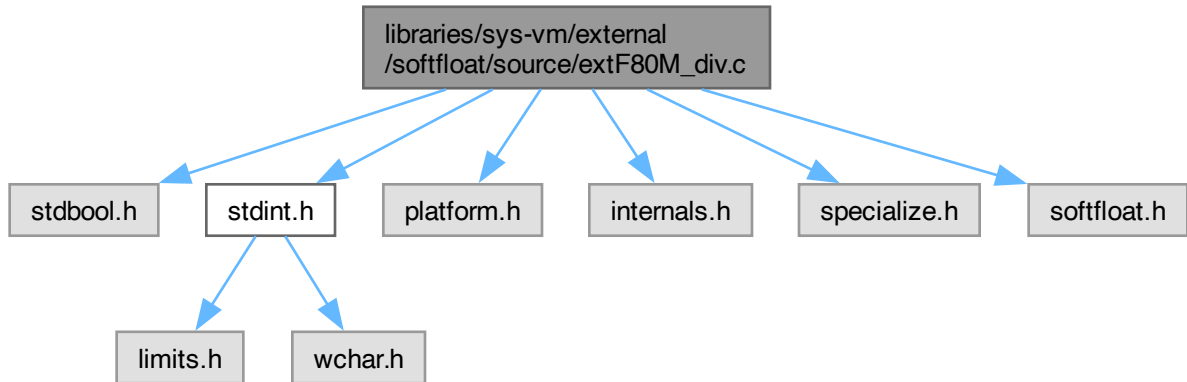 libraries/sys-vm/external
/softfloat/source/extF80M_div.c
stdbool.h
stdint.h
platform.h
internals.h
specialize.h
softfloat.h
limits.h
wchar.h